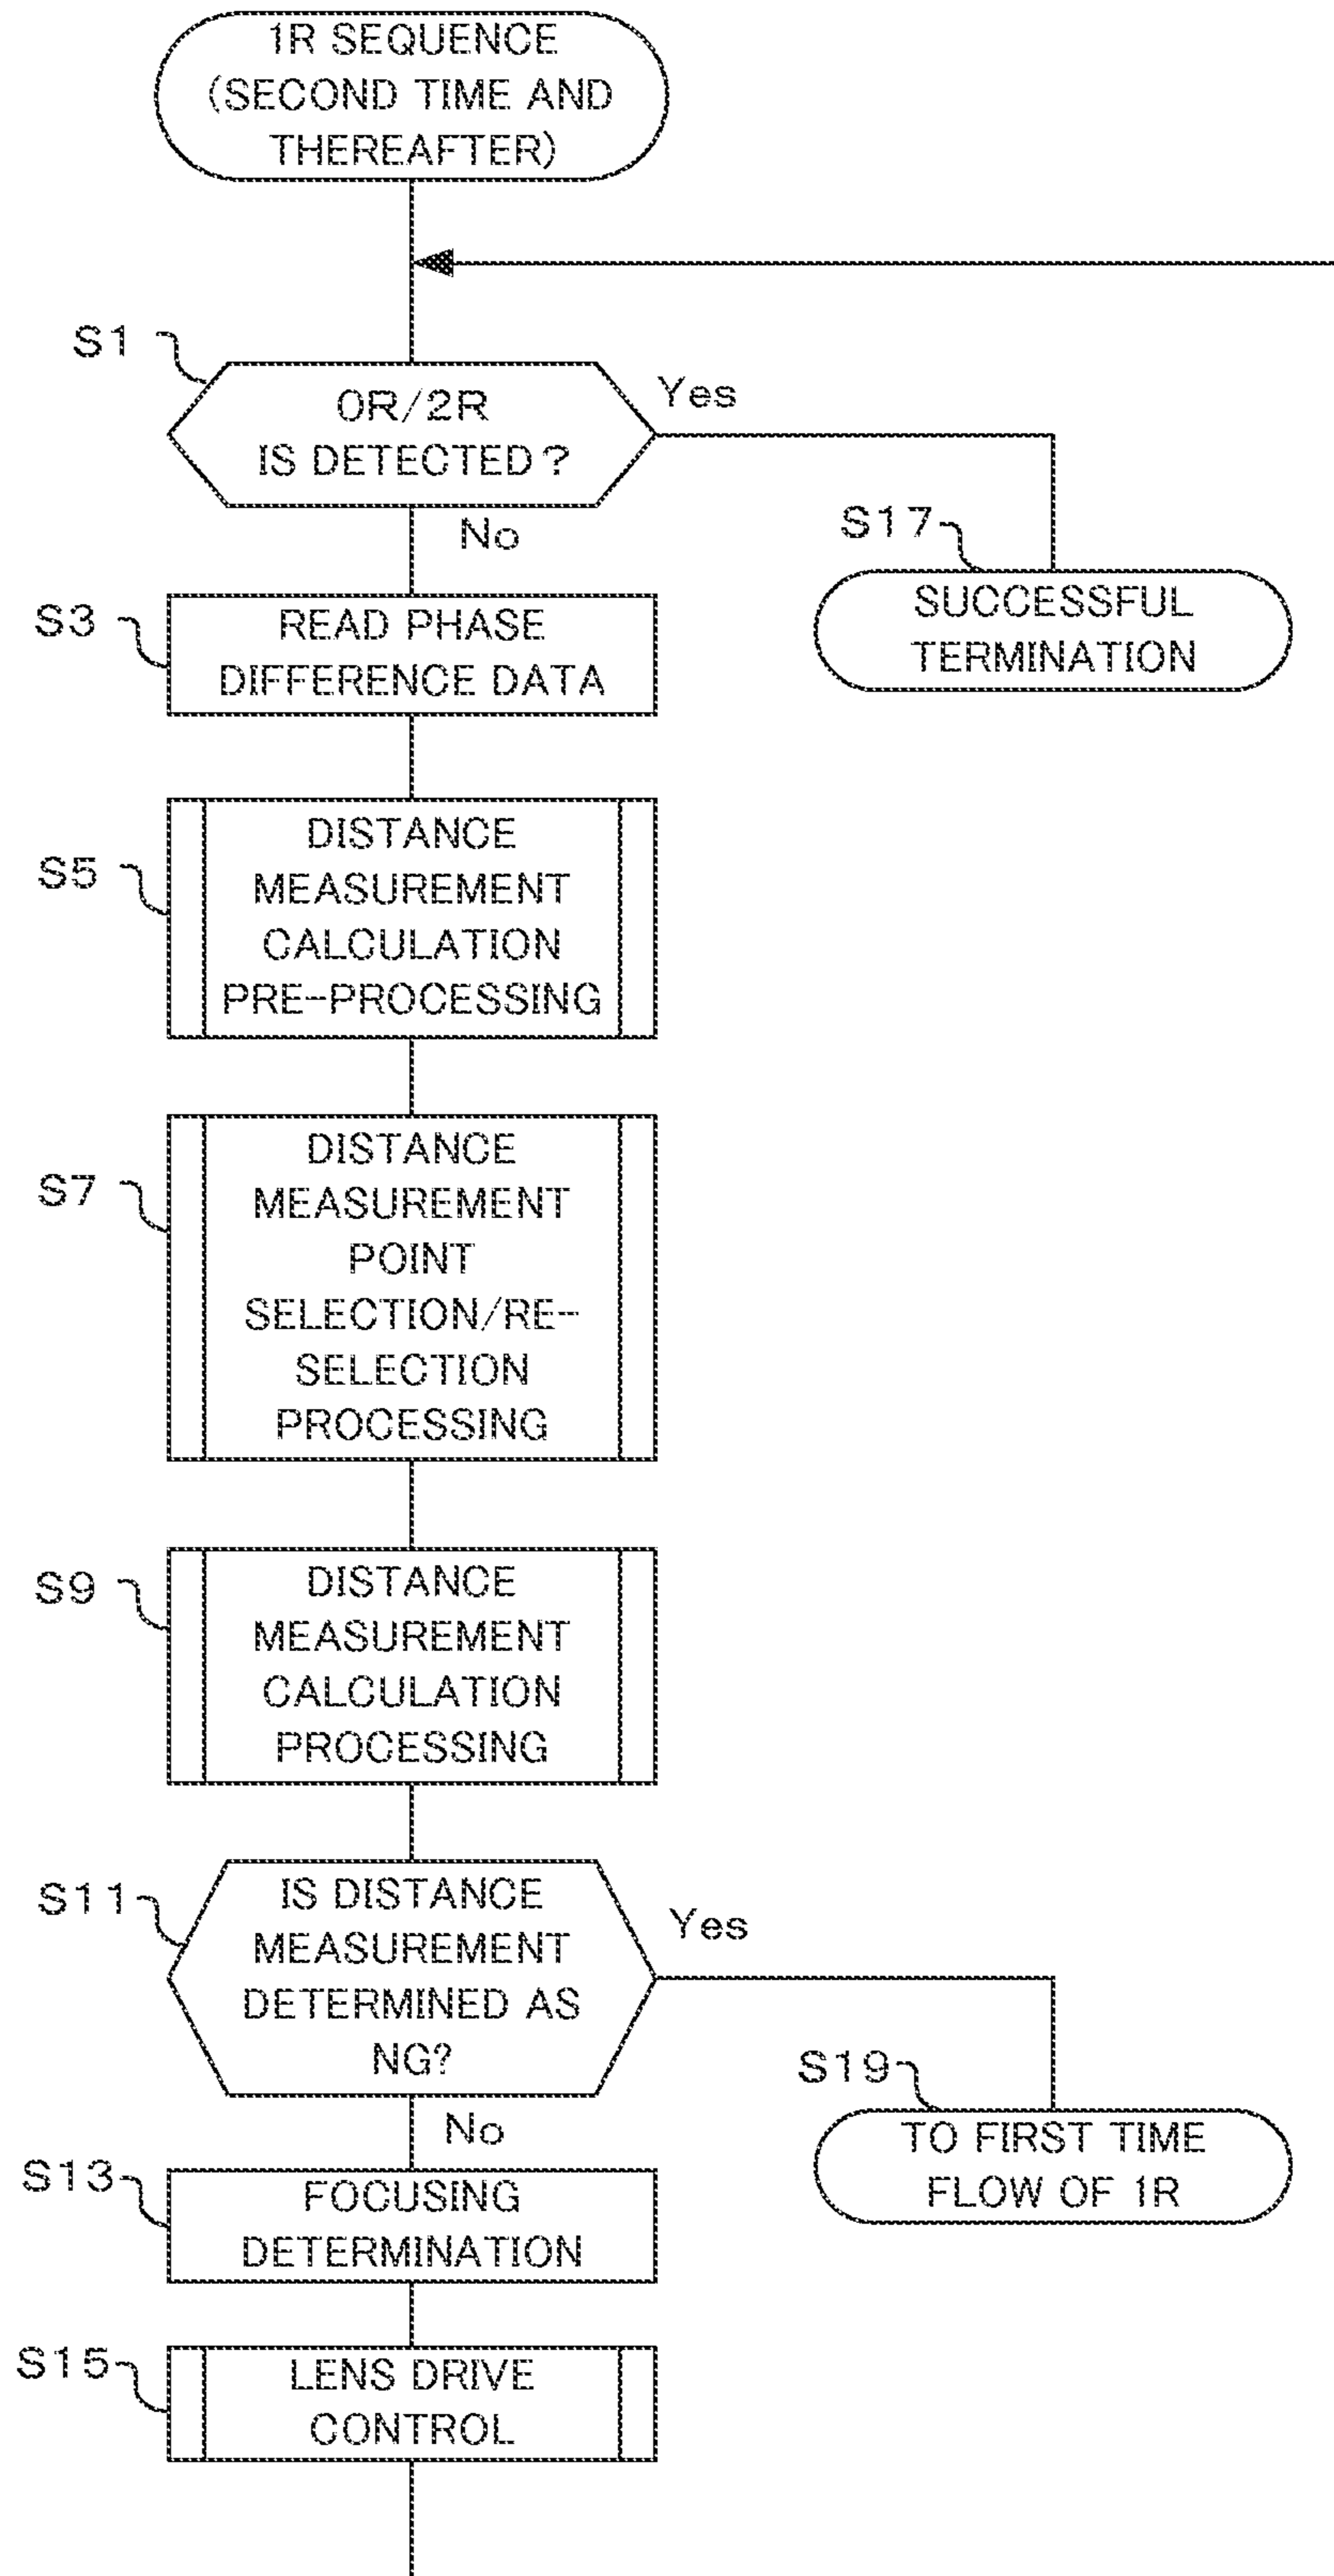 1R SEQUENCE
(SECOND TIME AND
THEREAFTER)
S1
0R/2R
IS DETECTED?
Yes
No
S17
SUCCESSFUL
TERMINATION
S3
READ PHASE
DIFFERENCE DATA
S5
DISTANCE
MEASUREMENT
CALCULATION
PRE-PROCESSING
S7
DISTANCE
MEASUREMENT
POINT
SELECTION/RE-
SELECTION
PROCESSING
S9
DISTANCE
MEASUREMENT
CALCULATION
PROCESSING
S11
IS DISTANCE
MEASUREMENT
DETERMINED AS
NG?
Yes
No
S19
TO FIRST TIME
FLOW OF 1R
S13
FOCUSING
DETERMINATION
S15
LENS DRIVE
CONTROL